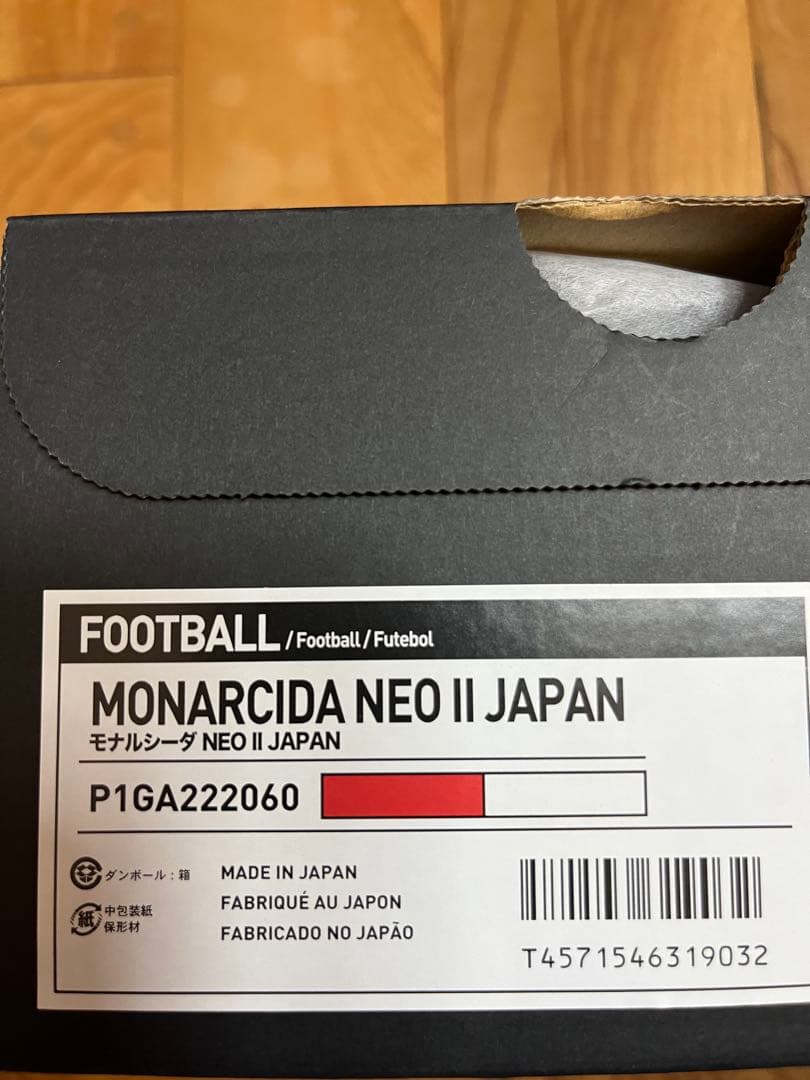 FOOTBALL / Football / Futebol
MONARCIDA NEO II JAPAN
モナルシーダ NEO II JAPAN
P1GA222060
ダンボール : 箱
紙
中包装紙
保形材
MADE IN JAPAN
FABRIQUÉ AU JAPON
FABRICADO NO JAPÃO
T4571546319032